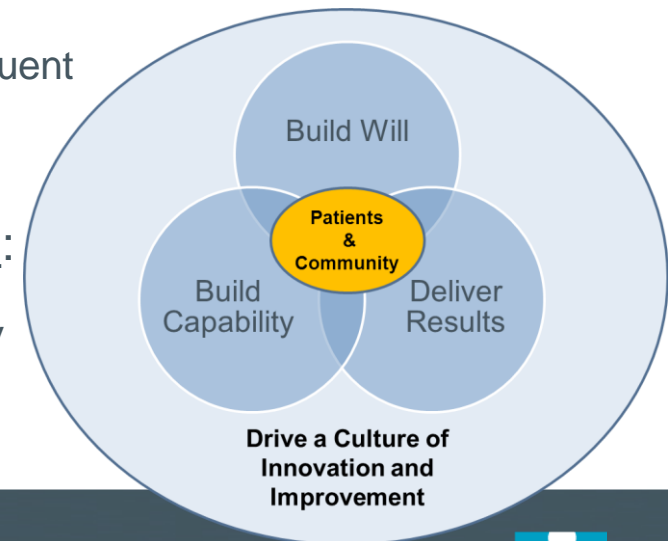 uent
Build Will
Patients
&
Community
:
Build
Capability
Deliver
Results
Drive a Culture of
Innovation and
Improvement